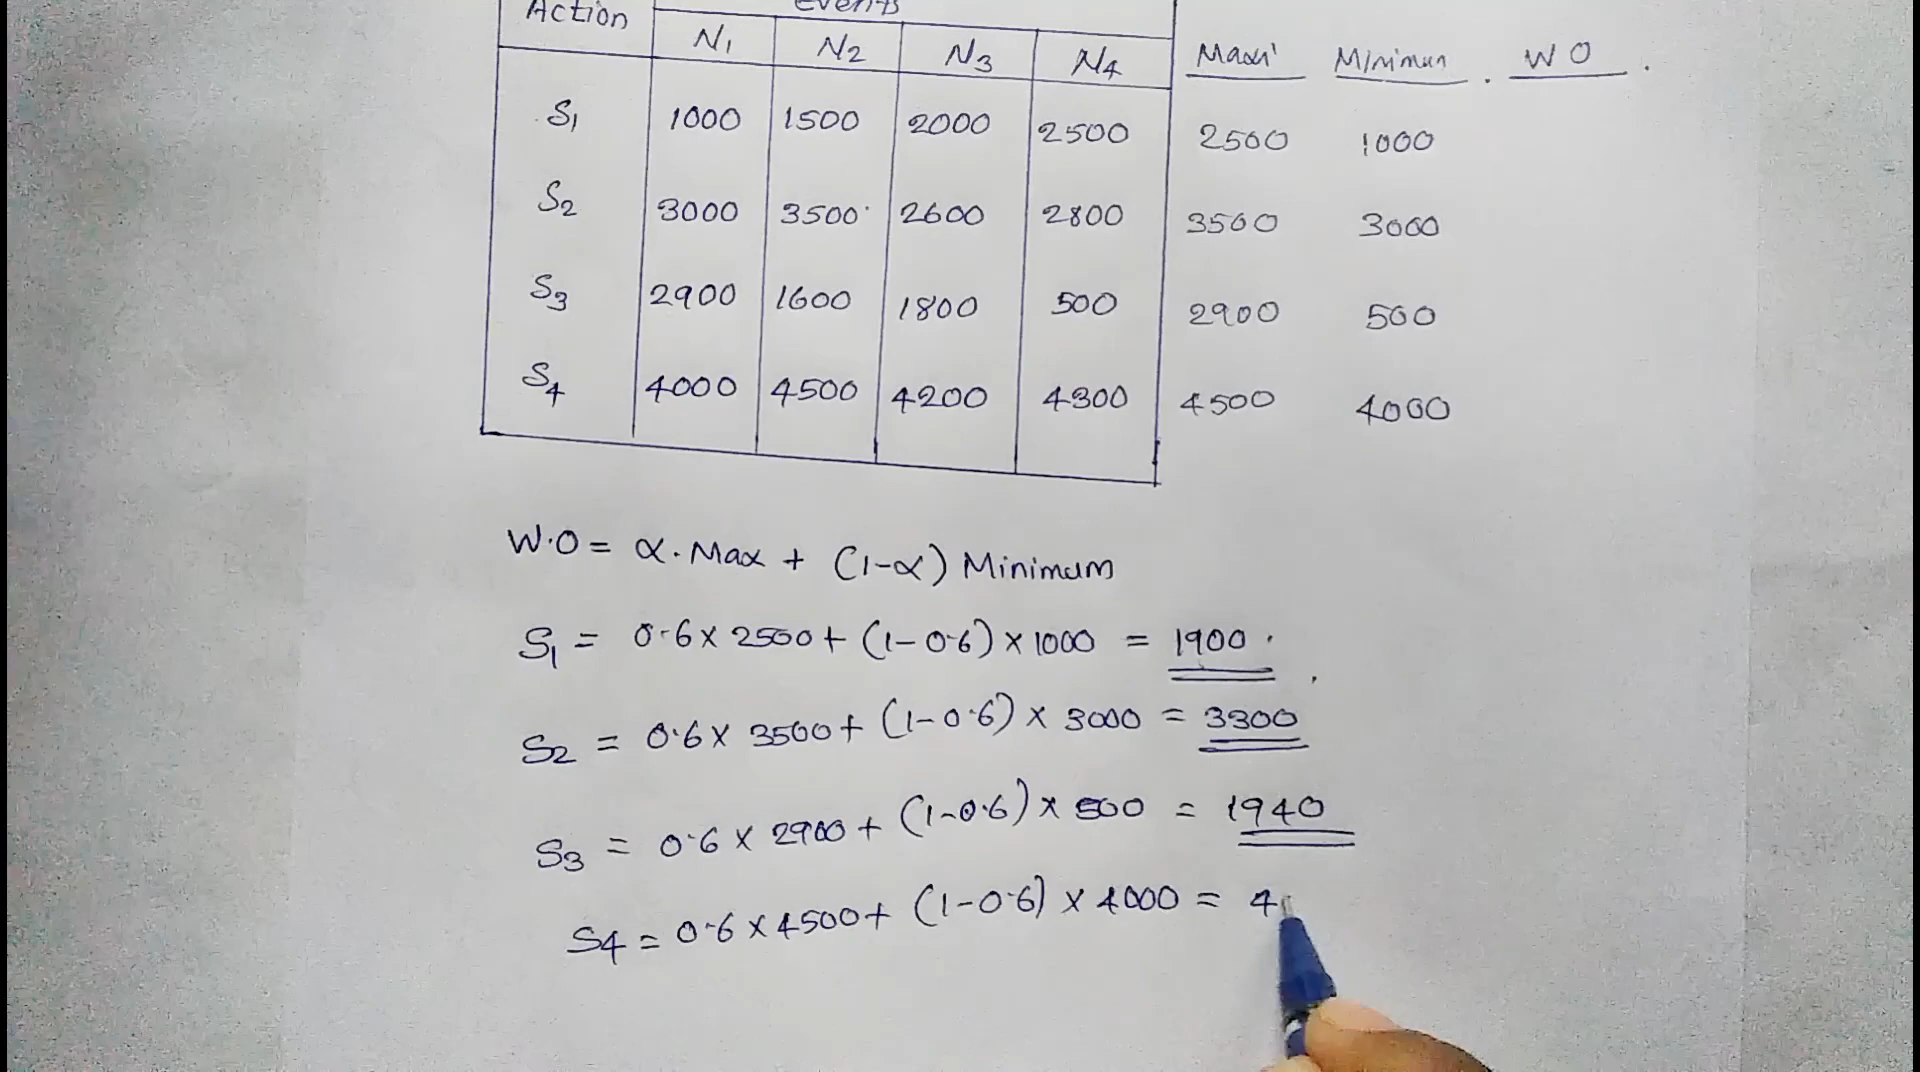 Action Events
N1 N2 N3 N4 Maxi' Minimun . WO .
S1 1000 1500 2000 2500 2500 1000
S2 3000 3500 2600 2800 3500 3000
S3 2900 1600 1800 500 2900 500
S4 4000 4500 4200 4300 4500 4000
W.O = α. Max + (1-α) Minimum
S1 = 0.6 x 2500 + (1-0.6) x 1000 = 1900.
S2 = 0.6 x 3500 + (1-0.6) x 3000 = 3300
S3 = 0.6 x 2900 + (1-0.6) x 500 = 1940
S4 = 0.6 x 4500 + (1-0.6) x 4000 = 4